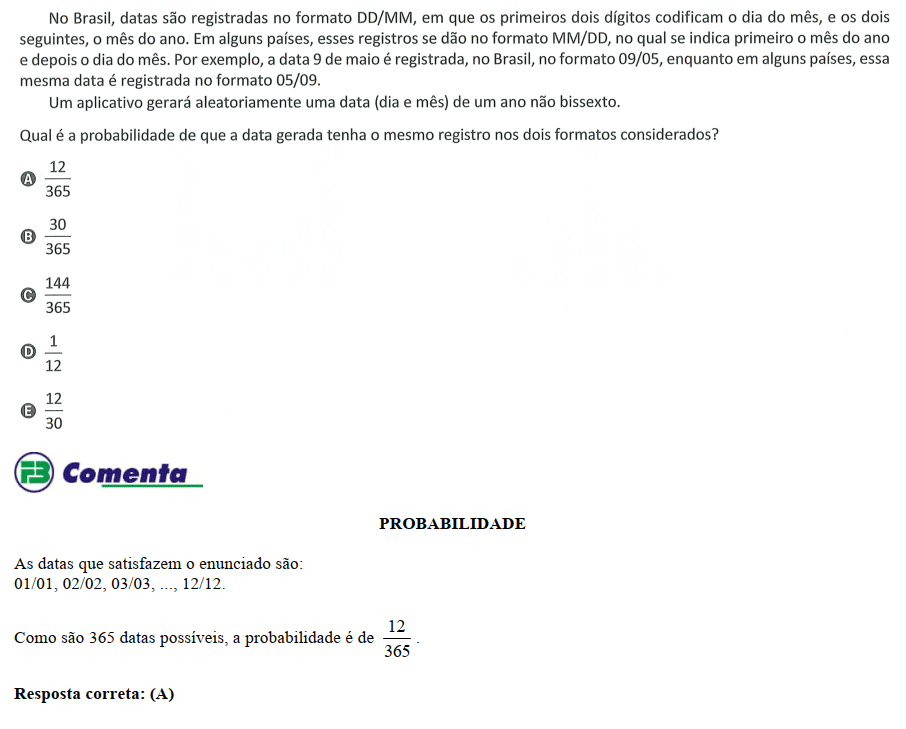 No Brasil, datas são registradas no formato DD/MM, em que os primeiros dois dígitos codificam o dia do mês, e os dois
seguintes, o mês do ano. Em alguns países, esses registros se dão no formato MM/DD, no qual se indica primeiro o mês do ano
e depois o dia do mês. Por exemplo, a data 9 de maio é registrada, no Brasil, no formato 09/05, enquanto em alguns países, essa
mesma data é registrada no formato 05/09.
Um aplicativo gerará aleatoriamente uma data (dia e mês) de um ano não bissexto.
Qual é a probabilidade de que a data gerada tenha o mesmo registro nos dois formatos considerados?
A 12/365
B 30/365
C 144/365
D 1/12
E 12/30
FB Comenta
PROBABILIDADE
As datas que satisfazem o enunciado são:
01/01, 02/02, 03/03, ..., 12/12.
Como são 365 datas possíveis, a probabilidade é de 12/365.
Resposta correta: (A)